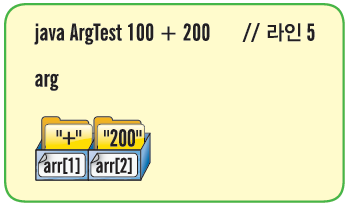 java ArgTest 100 + 200 // 라인 5
arg
"+" "200"
arr[1] arr[2]